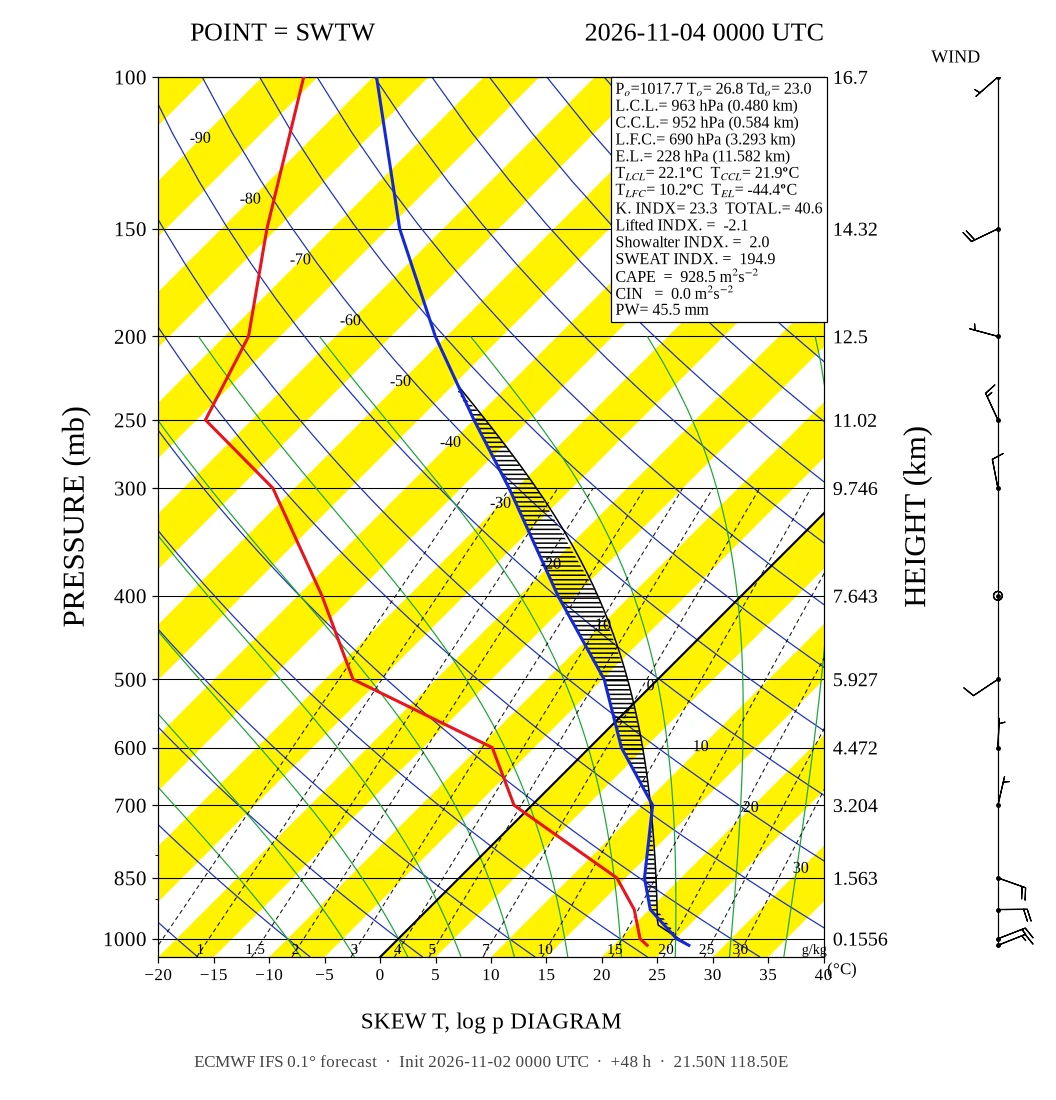 POINT = SWTW 2026-11-04 0000 UTC
WIND
100 16.7
Pₒ=1017.7 Tₒ= 26.8 Tdₒ= 23.0
L.C.L.= 963 hPa (0.480 km)
C.C.L.= 952 hPa (0.584 km)
L.F.C.= 690 hPa (3.293 km)
E.L.= 228 hPa (11.582 km)
T_LCL= 22.1°C T_CCL= 21.9°C
T_LFC= 10.2°C T_EL= -44.4°C
K. INDX= 23.3 TOTAL.= 40.6
Lifted INDX. = -2.1
Showalter INDX. = 2.0
SWEAT INDX. = 194.9
CAPE = 928.5 m²s⁻²
CIN = 0.0 m²s⁻²
PW= 45.5 mm
-90
-80
150 14.32
-70
-60
200 12.5
-50
250 11.02
-40
300 9.746
-30
-20
400 7.643
-10
500 5.927
0
600 4.472
10
700 3.204
20
850 1.563
30
1000 0.1556
1 1.5 2 3 4 5 7 10 15 20 25 30 g/kg
−20 −15 −10 −5 0 5 10 15 20 25 30 35 40 (°C)
PRESSURE (mb)
HEIGHT (km)
SKEW T, log p DIAGRAM
ECMWF IFS 0.1° forecast · Init 2026-11-02 0000 UTC · +48 h · 21.50N 118.50E